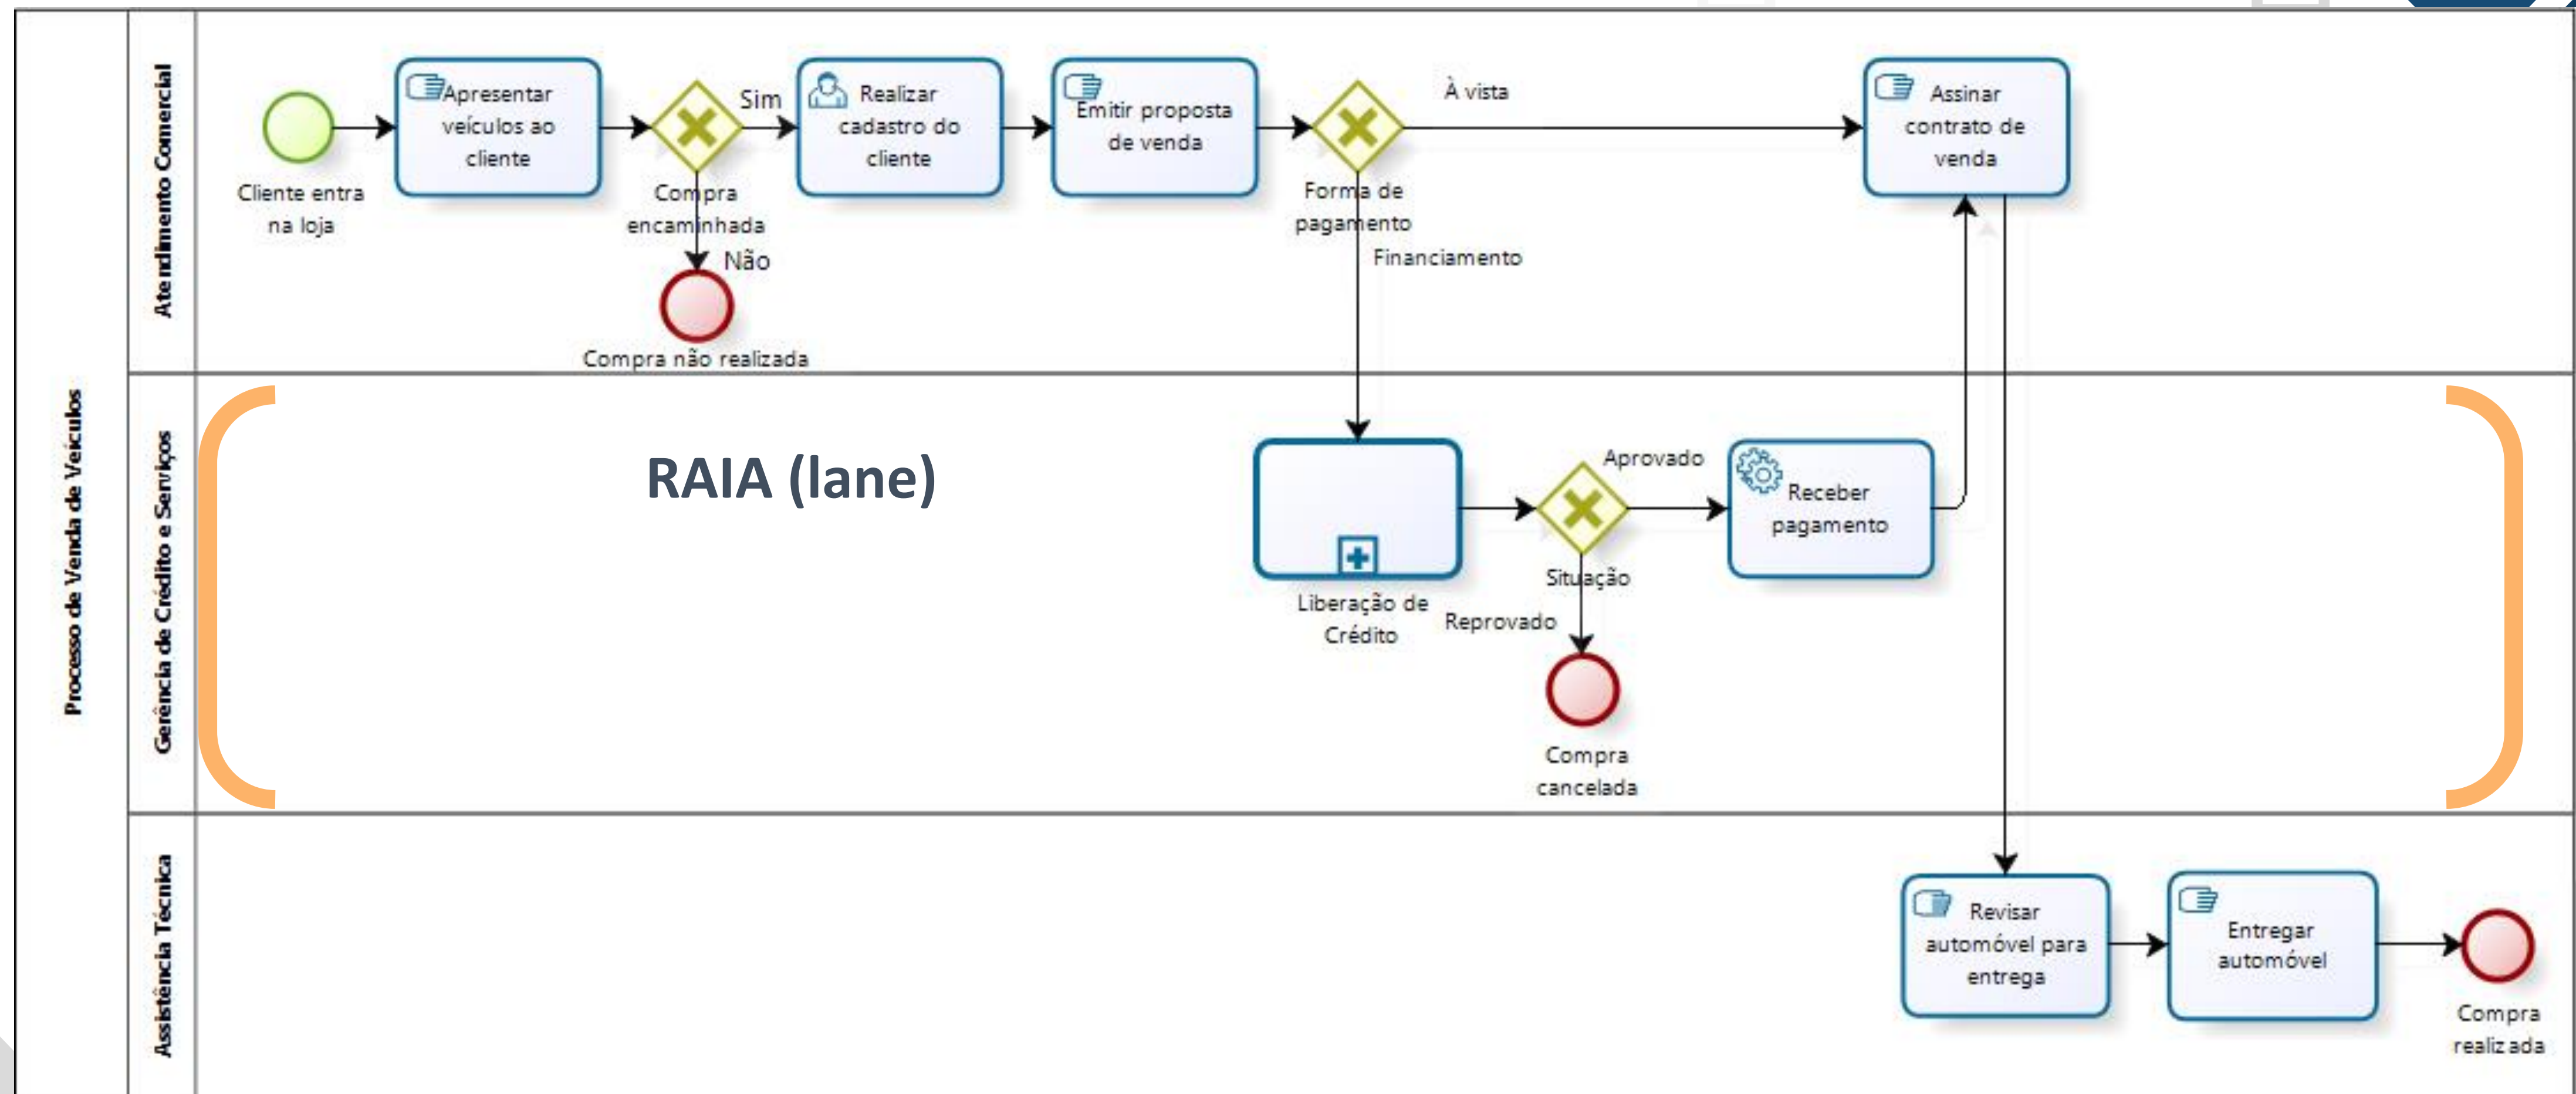 Processo de Venda de Veículos
Atendimento Comercial
Cliente entra
na loja
Apresentar
veículos ao
cliente
Compra
encaminhada
Sim
Não
Compra não realizada
Realizar
cadastro do
cliente
Emitir proposta
de venda
Forma de
pagamento
À vista
Financiamento
Assinar
contrato de
venda
Gerência de Crédito e Serviços
RAIA (lane)
Liberação de
Crédito
Situação
Aprovado
Reprovado
Compra
cancelada
Receber
pagamento
Assistência Técnica
Revisar
automóvel para
entrega
Entregar
automóvel
Compra
realizada